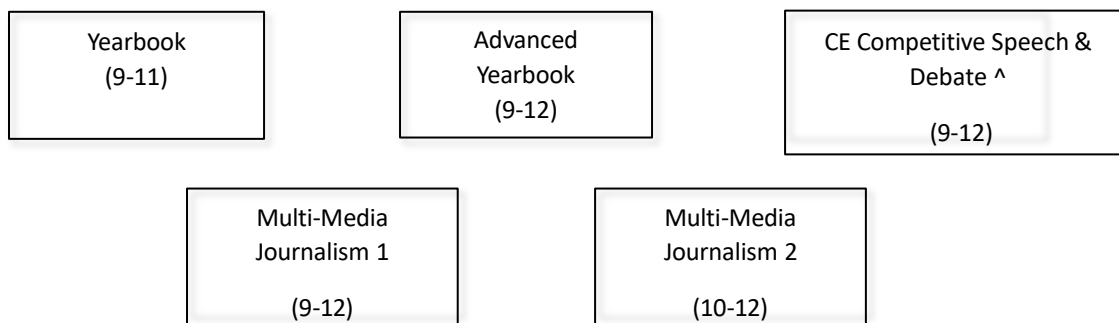 Yearbook
(9-11)
Advanced
Yearbook
(9-12)
CE Competitive Speech &
Debate ^
(9-12)
Multi-Media
Journalism 1
(9-12)
Multi-Media
Journalism 2
(10-12)